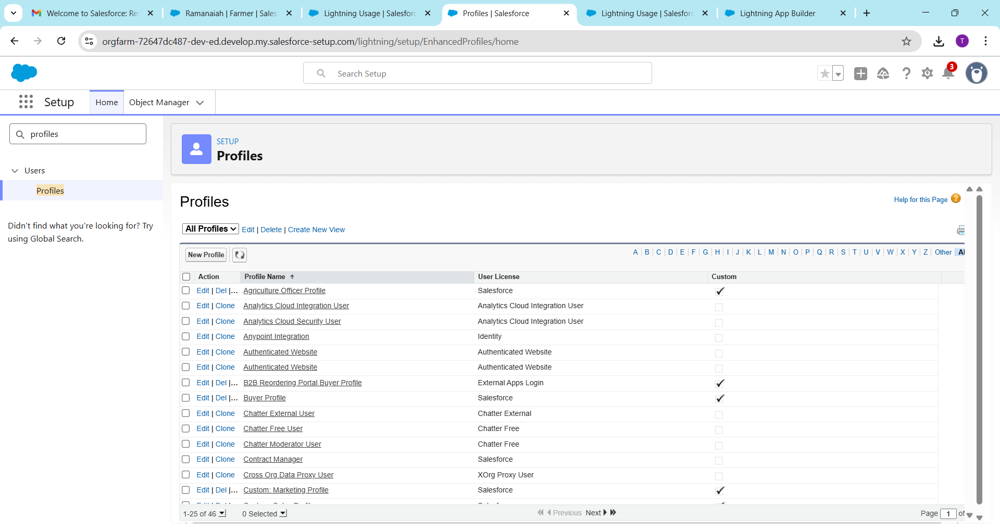 Welcome to Salesforce: Re
Ramanaiah | Farmer | Sales
Lightning Usage | Salesforc
Profiles | Salesforce
Lightning Usage | Salesforc
Lightning App Builder
orgfarm-72647dc487-dev-ed.develop.my.salesforce-setup.com/lightning/setup/EnhancedProfiles/home
T
Search Setup
3
Setup
Home
Object Manager
profiles
Users
Profiles
Didn't find what you're looking for? Try
using Global Search.
SETUP
Profiles
Profiles
Help for this Page
All Profiles Edit | Delete | Create New View
New Profile
A | B | C | D | E | F | G | H | I | J | K | L | M | N | O | P | Q | R | S | T | U | V | W | X | Y | Z | Other
Action Profile Name User License Custom
Edit | Del |... Agriculture Officer Profile Salesforce
Edit | Clone Analytics Cloud Integration User Analytics Cloud Integration User
Edit | Clone Analytics Cloud Security User Analytics Cloud Integration User
Edit | Clone Anypoint Integration Identity
Edit | Clone Authenticated Website Authenticated Website
Edit | Clone Authenticated Website Authenticated Website
Edit | Del |... B2B Reordering Portal Buyer Profile External Apps Login
Edit | Del |... Buyer Profile Salesforce
Edit | Clone Chatter External User Chatter External
Edit | Clone Chatter Free User Chatter Free
Edit | Clone Chatter Moderator User Chatter Free
Edit | Clone Contract Manager Salesforce
Edit | Clone Cross Org Data Proxy User XOrg Proxy User
Edit | Del |... Custom: Marketing Profile Salesforce
1-25 of 46 0 Selected Previous Next Page 1 of